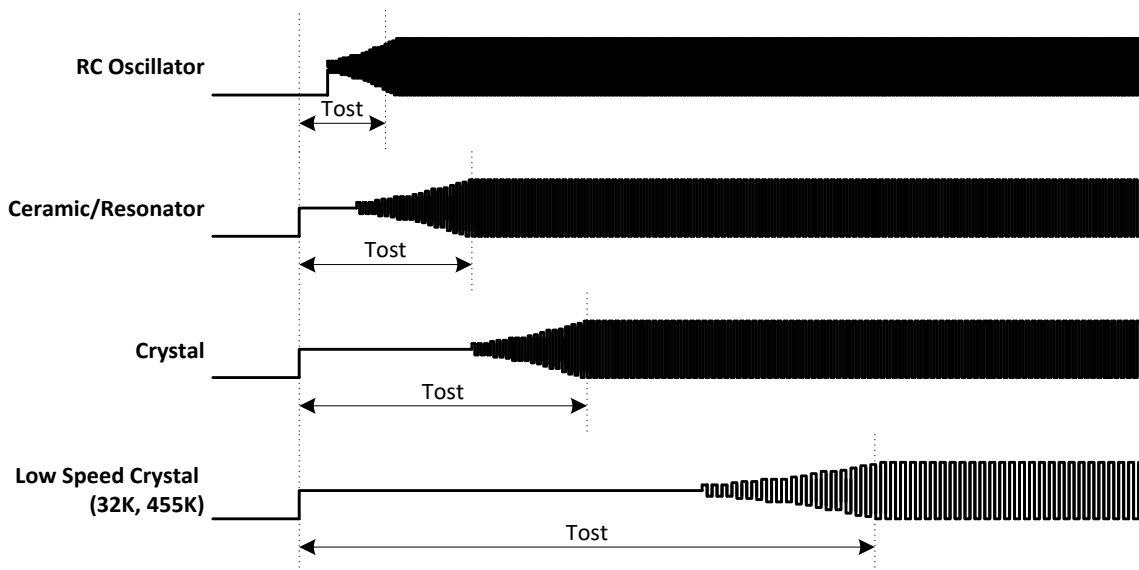 RC Oscillator
Tost
Ceramic/Resonator
Tost
Crystal
Tost
Low Speed Crystal
(32K, 455K)
Tost